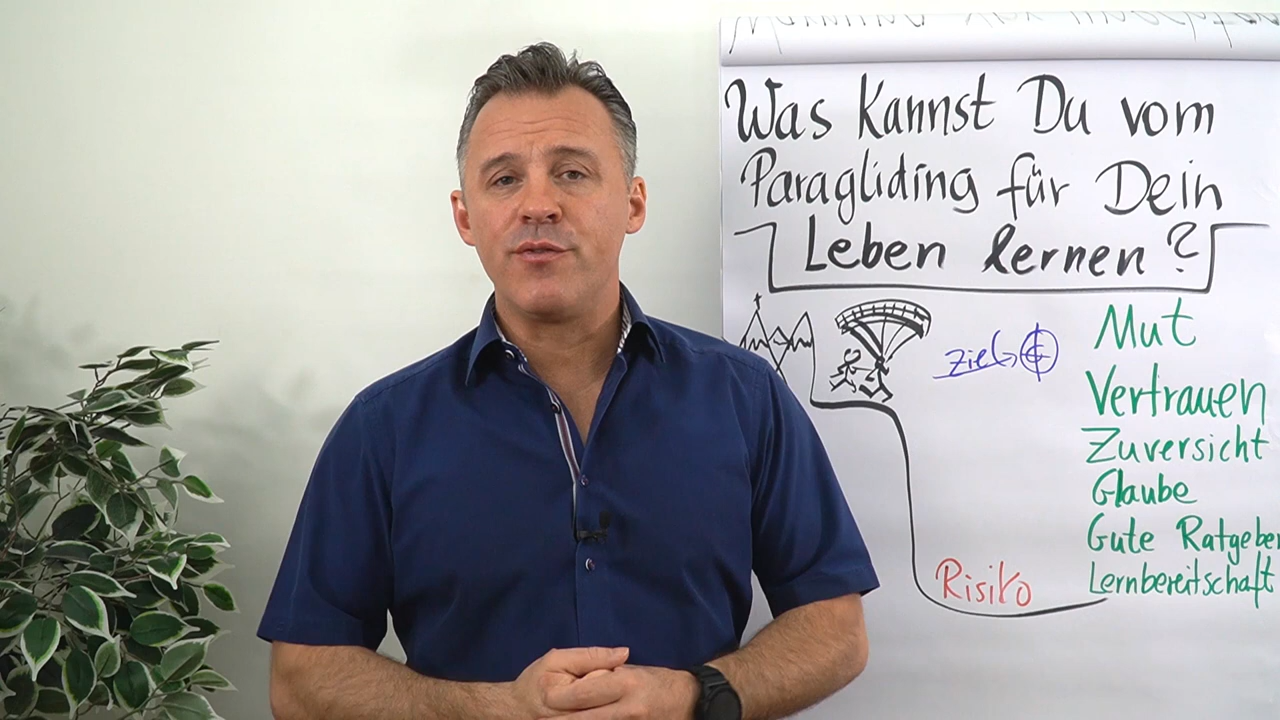 Was Kannst Du vom
Paragliding für Dein
Leben lernen?
Ziel
Mut
Vertrauen
Zuversicht
Glaube
Gute Ratgeber
Lernbereitschaft
Risiko